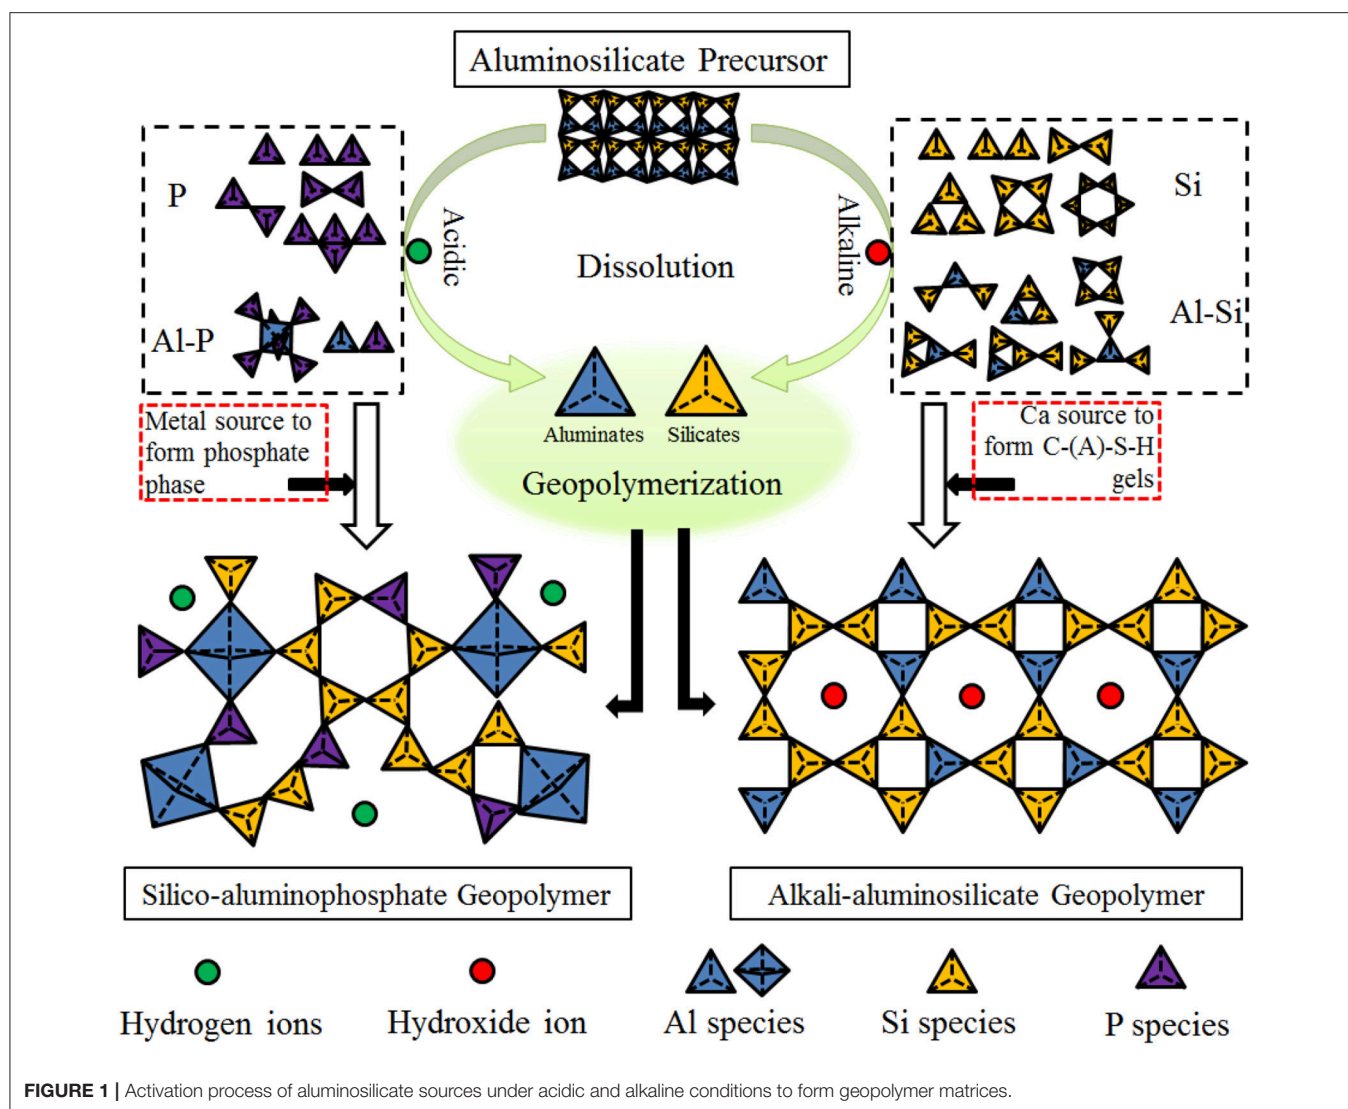 Aluminosilicate Precursor
P
Al-P
Acidic
Dissolution
Alkaline
Si
Al-Si
Aluminates
Silicates
Geopolymerization
Metal source to
form phosphate
phase
Ca source to
form C-(A)-S-H
gels
Silico-aluminophosphate Geopolymer
Alkali-aluminosilicate Geopolymer
Hydrogen ions
Hydroxide ion
Al species
Si species
P species
FIGURE 1 | Activation process of aluminosilicate sources under acidic and alkaline conditions to form geopolymer matrices.